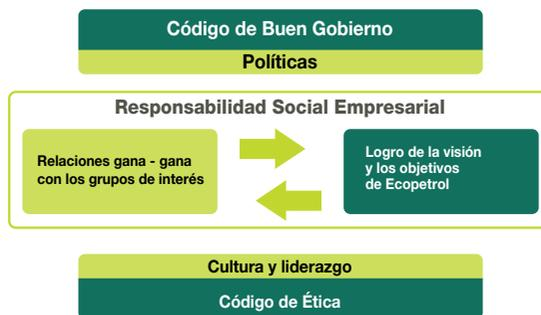 Código de Buen Gobierno
Políticas
Responsabilidad Social Empresarial
Relaciones gana - gana
con los grupos de interés
Logro de la visión
y los objetivos
de Ecopetrol
Cultura y liderazgo
Código de Ética